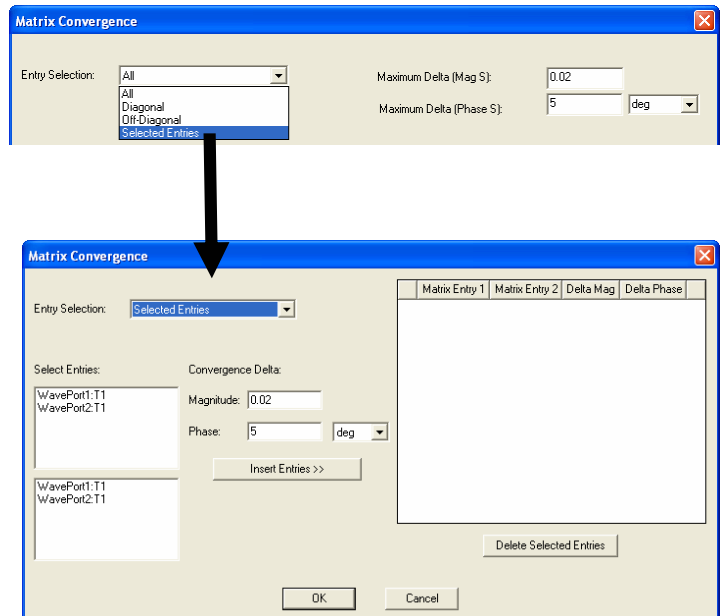 Matrix Convergence
Entry Selection: All
Maximum Delta (Mag S): 0.02
All
Diagonal
Off-Diagonal
Selected Entries
Maximum Delta (Phase S): 5 deg
Matrix Convergence
Entry Selection: Selected Entries
Matrix Entry 1 Matrix Entry 2 Delta Mag Delta Phase
Select Entries:
Convergence Delta:
WavePort1:T1
WavePort2:T1
Magnitude: 0.02
Phase: 5 deg
Insert Entries >>
WavePort1:T1
WavePort2:T1
Delete Selected Entries
OK Cancel